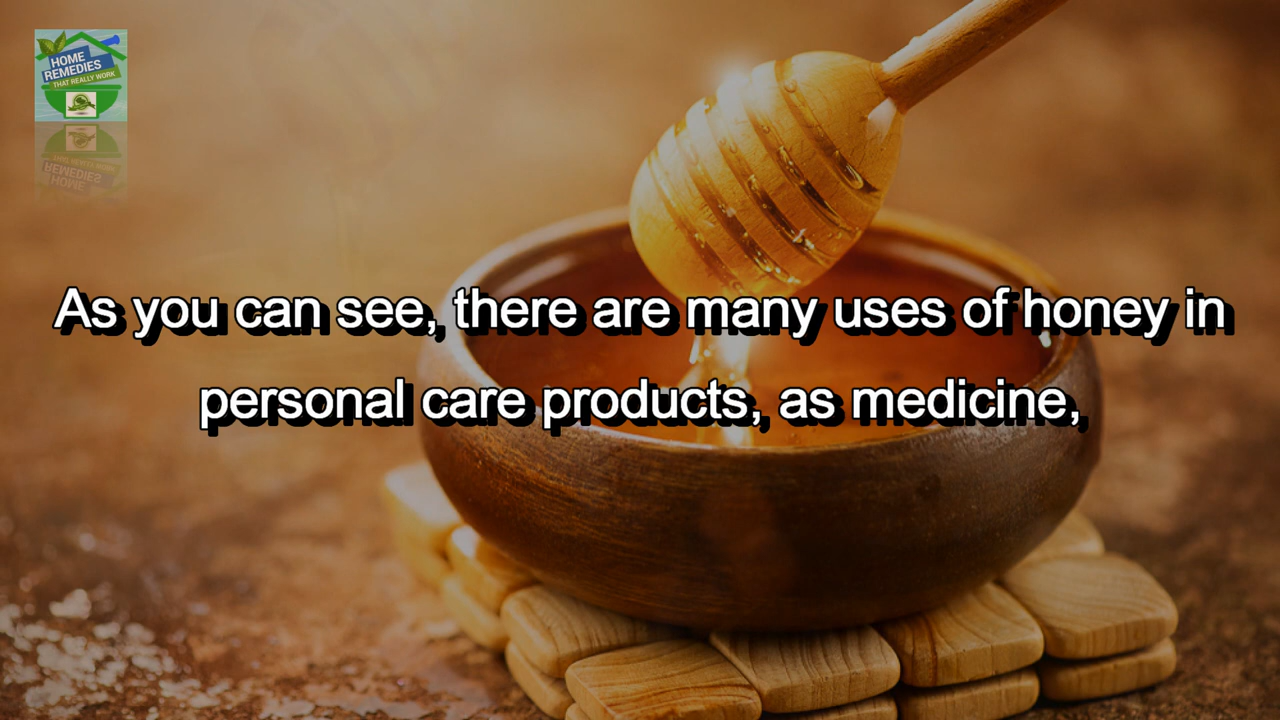 HOME
REMEDIES
THAT REALLY WORK
As you can see, there are many uses of honey in
personal care products, as medicine,